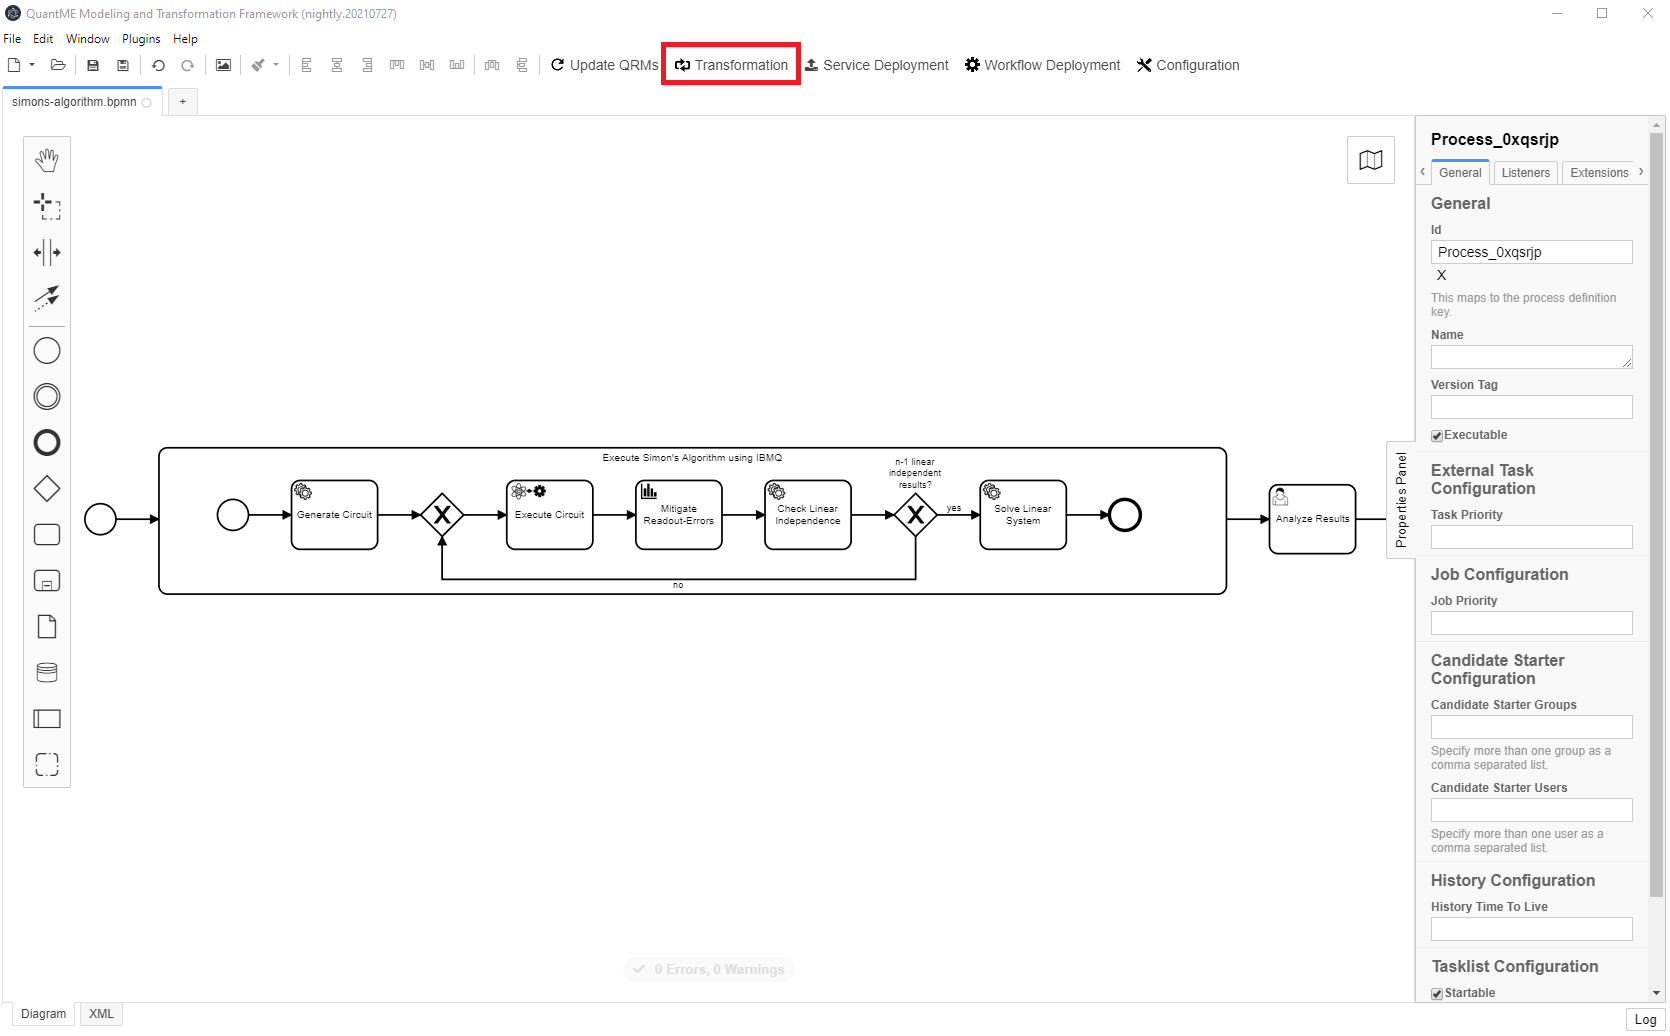 QuantME Modeling and Transformation Framework (nightly.20210727)
File Edit Window Plugins Help
Update QRMs Transformation Service Deployment Workflow Deployment Configuration
simons-algorithm.bpmn +
Process_0xqsrjp
General Listeners Extensions
General
Id
Process_0xqsrjp
X
This maps to the process definition
key.
Name
Version Tag
Executable
External Task
Configuration
Task Priority
Job Configuration
Job Priority
Candidate Starter
Configuration
Candidate Starter Groups
Specify more than one group as a
comma separated list.
Candidate Starter Users
Specify more than one user as a
comma separated list.
History Configuration
History Time To Live
Tasklist Configuration
Startable
Properties Panel
Execute Simon's Algorithm using IBMQ
n-1 linear
independent
results?
Generate Circuit
Execute Circuit
Mitigate
Readout-Errors
Check Linear
Independence
yes
Solve Linear
System
Analyze Results
no
0 Errors, 0 Warnings
Diagram XML
Log